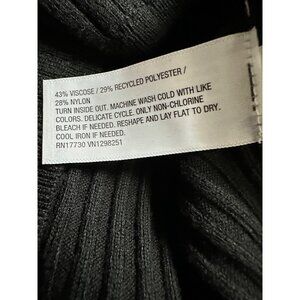 43% VISCOSE / 29% RECYCLED POLYESTER /
28% NYLON
TURN INSIDE OUT. MACHINE WASH COLD WITH LIKE
COLORS. DELICATE CYCLE. ONLY NON-CHLORINE
BLEACH IF NEEDED. RESHAPE AND LAY FLAT TO DRY.
COOL IRON IF NEEDED.
RN17730 VN1298251